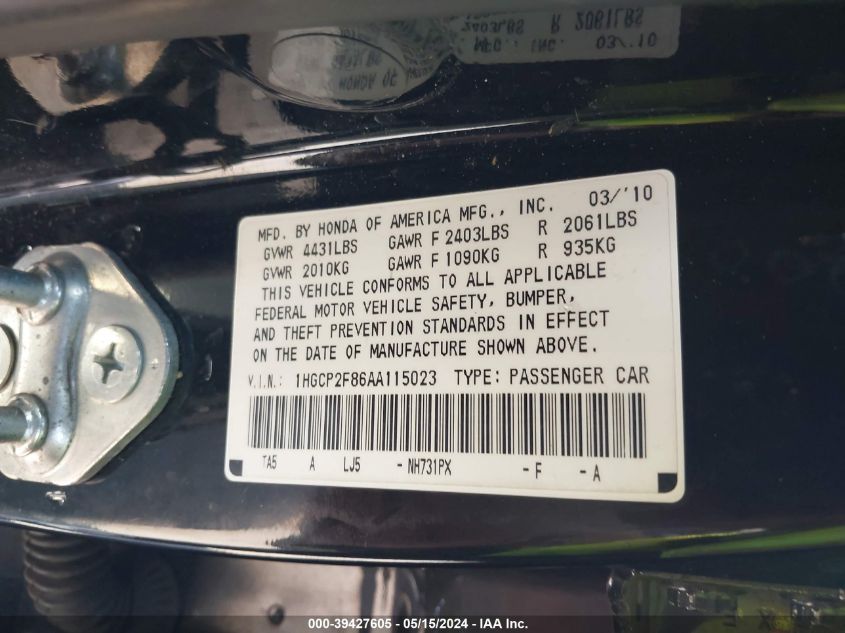 MFD. BY HONDA OF AMERICA MFG., INC. 03/'10
GVWR 4431LBS GAWR F 2403LBS R 2061LBS
GVWR 2010KG GAWR F 1090KG R 935KG
THIS VEHICLE CONFORMS TO ALL APPLICABLE
FEDERAL MOTOR VEHICLE SAFETY, BUMPER,
AND THEFT PREVENTION STANDARDS IN EFFECT
ON THE DATE OF MANUFACTURE SHOWN ABOVE.
V.I.N.: 1HGCP2F86AA115023 TYPE: PASSENGER CAR
TA5 A LJ5 - NH731PX - F - A
000-39427605 - 05/15/2024 - IAA Inc.